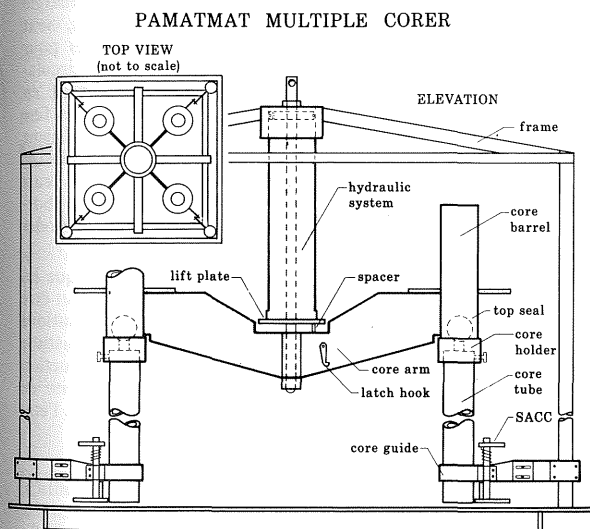 PAMATMAT MULTIPLE CORER
TOP VIEW
(not to scale)
ELEVATION
frame
hydraulic
system
core
barrel
lift plate
spacer
top seal
core
holder
core arm
core
tube
latch hook
SACC
core guide